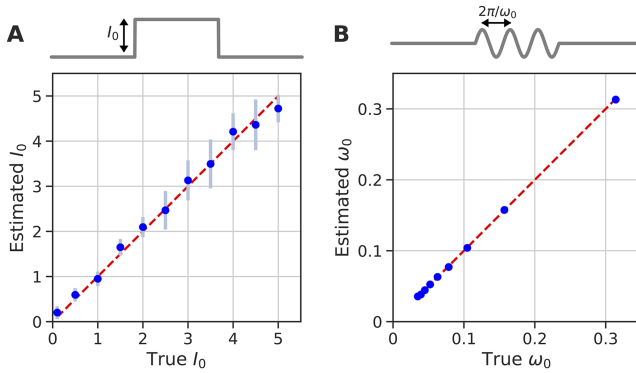 A
I₀
Estimated I₀
5
4
3
2
1
0
0 1 2 3 4 5
True I₀
B
2π/ω₀
Estimated ω₀
0.3
0.2
0.1
0
0 0.1 0.2 0.3
True ω₀